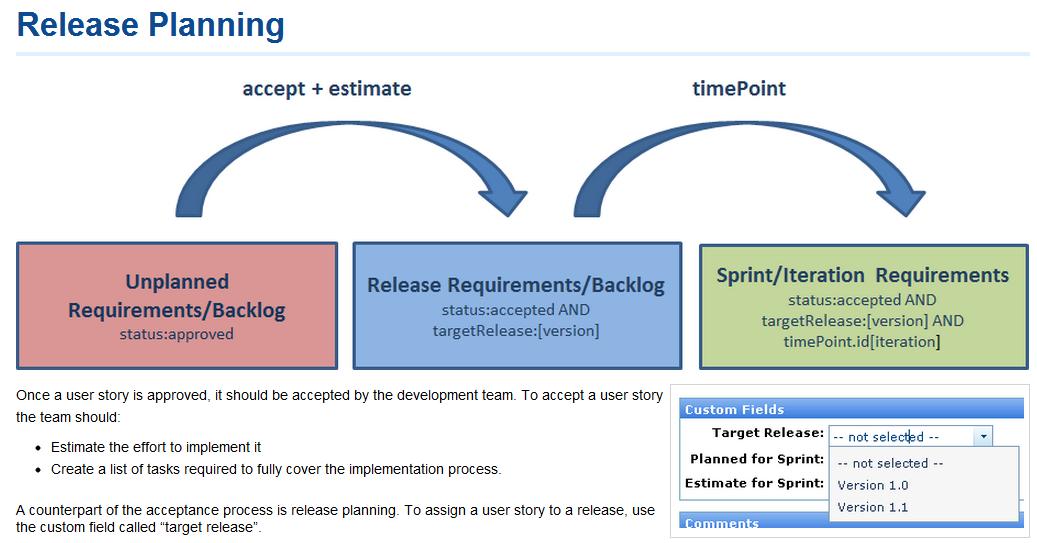 Release Planning
accept + estimate
timePoint
Unplanned
Requirements/Backlog
status:approved
Release Requirements/Backlog
status:accepted AND
targetRelease:[version]
Sprint/Iteration Requirements
status:accepted AND
targetRelease:[version] AND
timePoint.id[iteration]
Once a user story is approved, it should be accepted by the development team. To accept a user story
the team should:
• Estimate the effort to implement it
• Create a list of tasks required to fully cover the implementation process.
A counterpart of the acceptance process is release planning. To assign a user story to a release, use
the custom field called “target release”.
Custom Fields
Target Release: -- not selected --
Planned for Sprint:
Estimate for Sprint:
-- not selected --
Version 1.0
Version 1.1
Comments